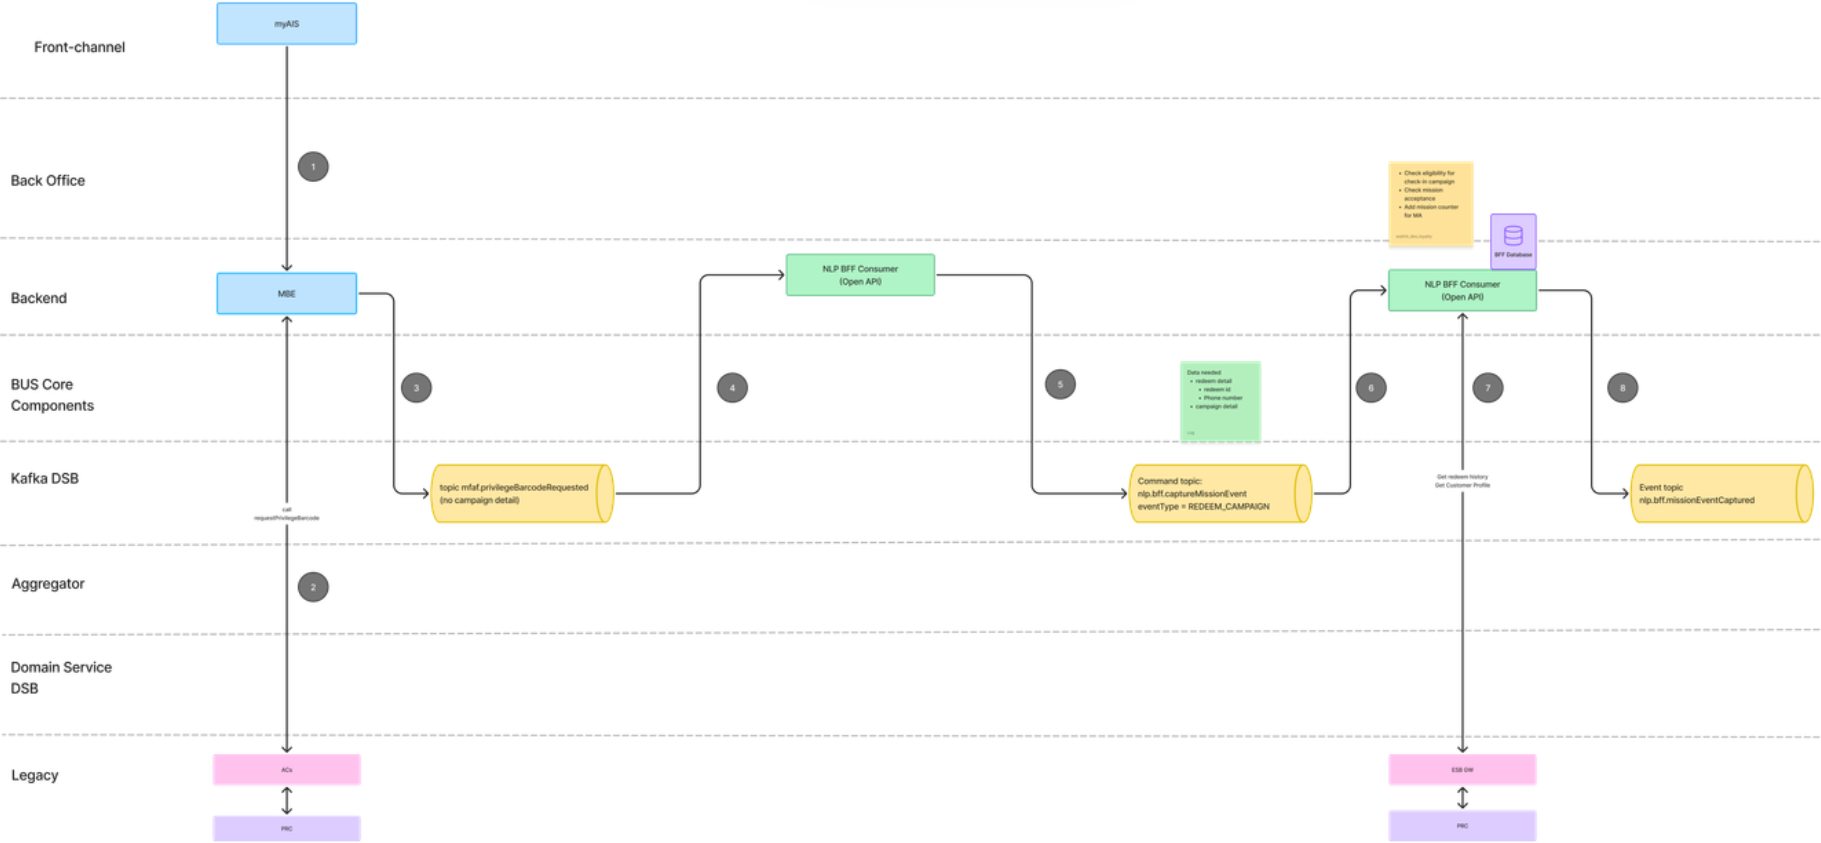 myAIS
Front-channel
1
Back Office
• Check eligibility for
check-in campaign
• Check mission
acceptance
• Add mission counter
for MA
BFF Database
NLP BFF Consumer
(Open API)
MBE
Backend
NLP BFF Consumer
(Open API)
BUS Core
Components
3
4
5
Data needed
• redeem detail
• redeem id
• Phone number
• campaign detail
6
7
8
Kafka DSB
call
requestPrivilegeBarcode
topic mfaf.privilegeBarcodeRequested
(no campaign detail)
Command topic:
nlp.bff.captureMissionEvent
eventType = REDEEM_CAMPAIGN
Get redeem history
Get Customer Profile
Event topic
nlp.bff.missionEventCaptured
Aggregator
2
Domain Service
DSB
Legacy
ACs
ESB GW
PRC
PRC